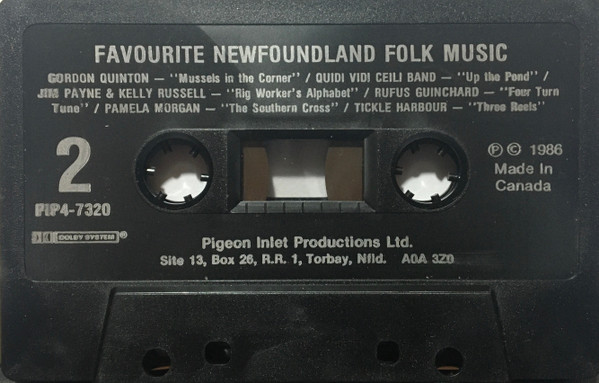 FAVOURITE NEWFOUNDLAND FOLK MUSIC
GORDON QUINTON — "Mussels in the Corner" / QUIDI VIDI CEILI BAND — "Up the Pond" /
JIM PAYNE & KELLY RUSSELL — "Rig Worker's Alphabet" / RUFUS GUINCHARD — "Four Turn
Tune" / PAMELA MORGAN — "The Southern Cross" / TICKLE HARBOUR — "Three Reels"
2
PIP4-7320
DOLBY SYSTEM ®
Ⓟ © 1986
Made In
Canada
Pigeon Inlet Productions Ltd.
Site 13, Box 26, R.R. 1, Torbay, Nfld. A0A 3Z0